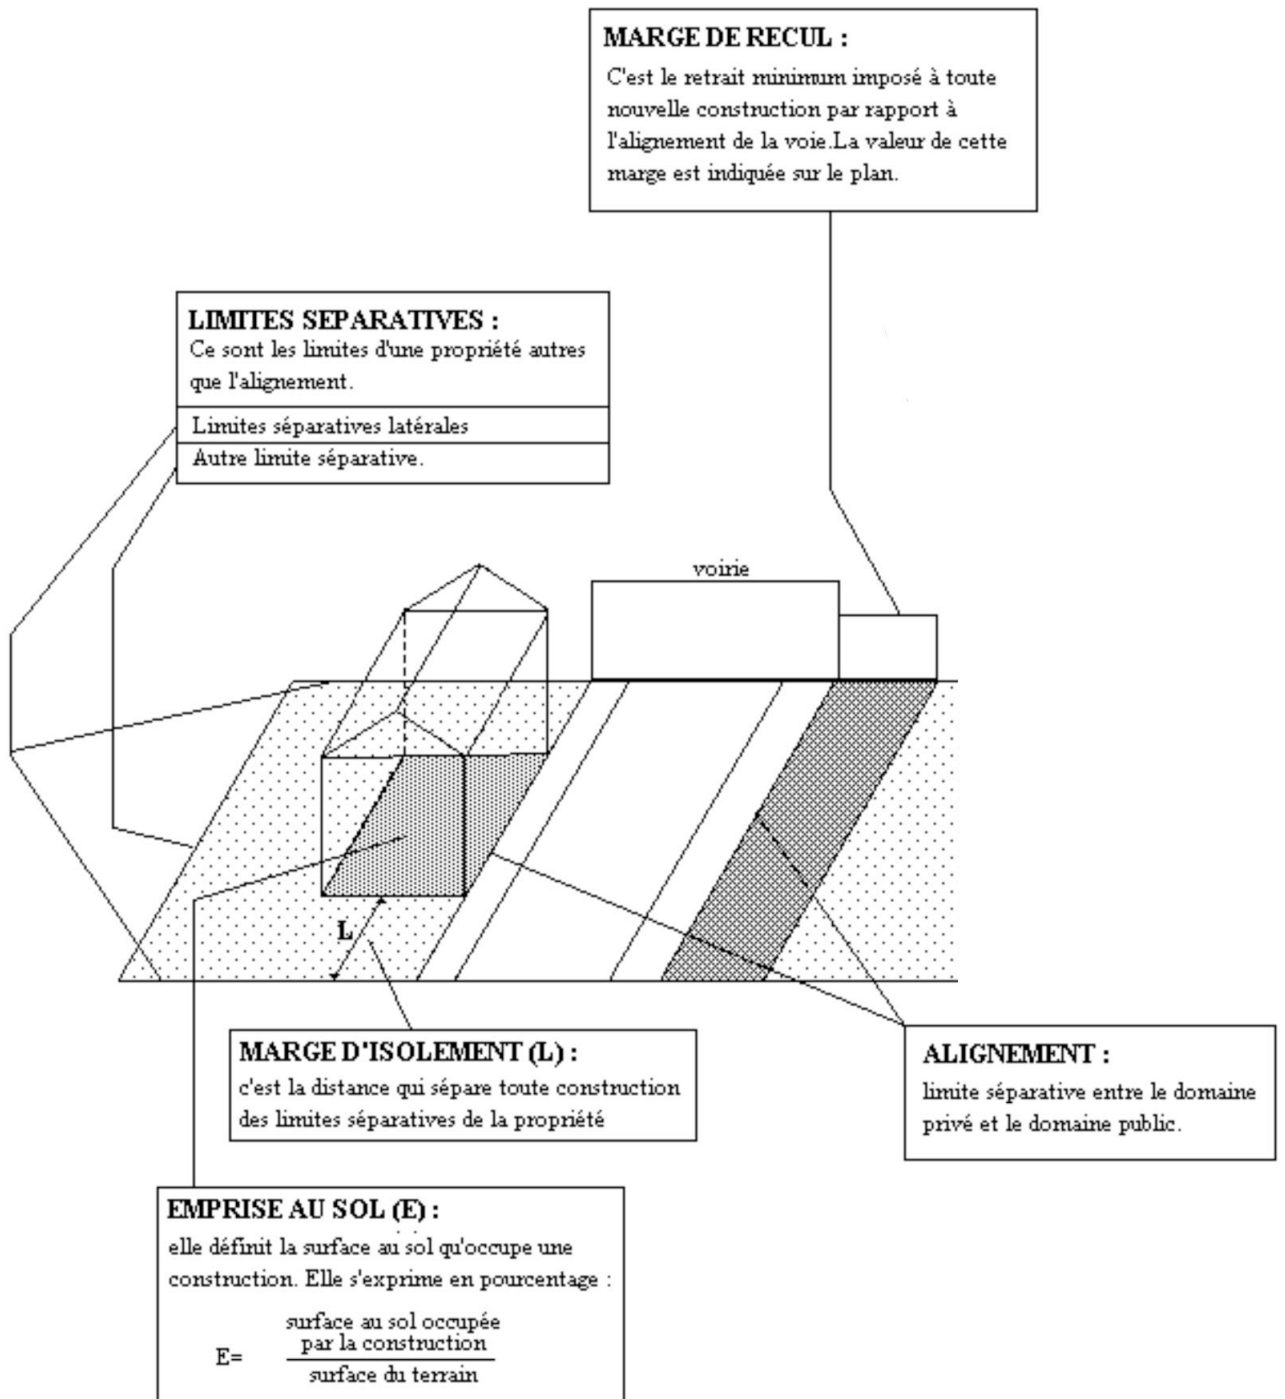 MARGE DE RECUL :
C'est le retrait minimum imposé à toute
nouvelle construction par rapport à
l'alignement de la voie.La valeur de cette
marge est indiquée sur le plan.
LIMITES SEPARATIVES :
Ce sont les limites d'une propriété autres
que l'alignement.
Limites séparatives latérales
Autre limite séparative.
voirie
L
MARGE D'ISOLEMENT (L) :
c'est la distance qui sépare toute construction
des limites séparatives de la propriété
ALIGNEMENT :
limite séparative entre le domaine
privé et le domaine public.
EMPRISE AU SOL (E) :
elle définit la surface au sol qu'occupe une
construction. Elle s'exprime en pourcentage :
surface au sol occupée
par la construction
E=
surface du terrain